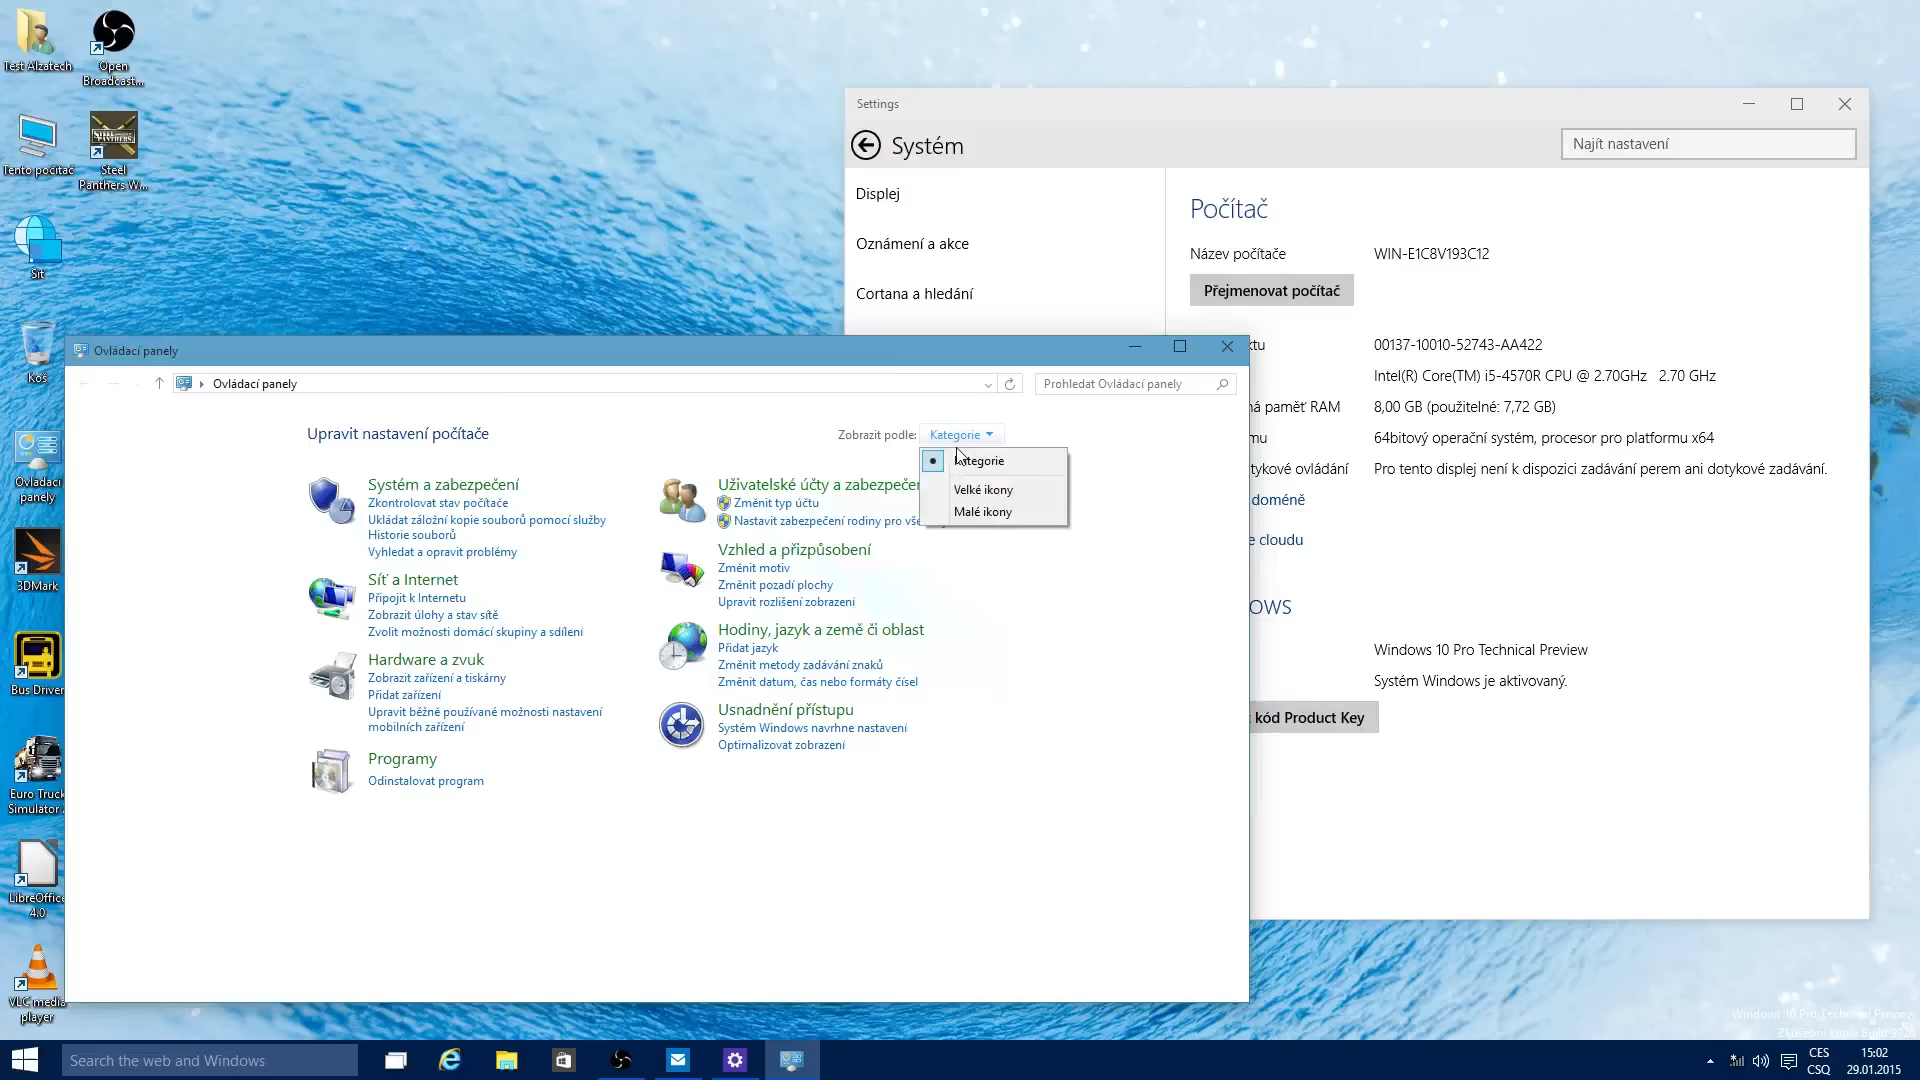 Test Alzatech
Open
Broadcast...
Tento počítač
Steel
Panthers W...
Síť
Koš
Ovládací
panely
3DMark
Bus Driver
Euro Truck
Simulator
LibreOffice
4.0
VLC media
player
Settings
Systém
Najít nastavení
Displej
Oznámení a akce
Cortana a hledání
Počítač
Název počítače
WIN-E1C8V193C12
Přejmenovat počítač
00137-10010-52743-AA422
Intel(R) Core(TM) i5-4570R CPU @ 2.70GHz 2.70 GHz
paměť RAM
8,00 GB (použitelné: 7,72 GB)
64bitový operační systém, procesor pro platformu x64
ovládání
Pro tento displej není k dispozici zadávání perem ani dotykové zadávání.
doméně
cloudu
Windows 10 Pro Technical Preview
Systém Windows je aktivovaný.
kód Product Key
Ovládací panely
Ovládací panely
Prohledat Ovládací panely
Upravit nastavení počítače
Zobrazit podle:
Kategorie
Kategorie
Velké ikony
Malé ikony
Systém a zabezpečení
Zkontrolovat stav počítače
Ukládat záložní kopie souborů pomocí služby
Historie souborů
Vyhledat a opravit problémy
Síť a Internet
Připojit k Internetu
Zobrazit úlohy a stav sítě
Zvolit možnosti domácí skupiny a sdílení
Hardware a zvuk
Zobrazit zařízení a tiskárny
Přidat zařízení
Upravit běžně používané možnosti nastavení
mobilních zařízení
Programy
Odinstalovat program
Uživatelské účty a zabezpečen
Změnit typ účtu
Nastavit zabezpečení rodiny pro vše
Vzhled a přizpůsobení
Změnit motiv
Změnit pozadí plochy
Upravit rozlišení zobrazení
Hodiny, jazyk a země či oblast
Přidat jazyk
Změnit metody zadávání znaků
Změnit datum, čas nebo formáty čísel
Usnadnění přístupu
Systém Windows navrhne nastavení
Optimalizovat zobrazení
Windows 10 Pro Technical Preview
Zkušební kopie Build
Search the web and Windows
CES
CSQ
15:02
29.01.2015